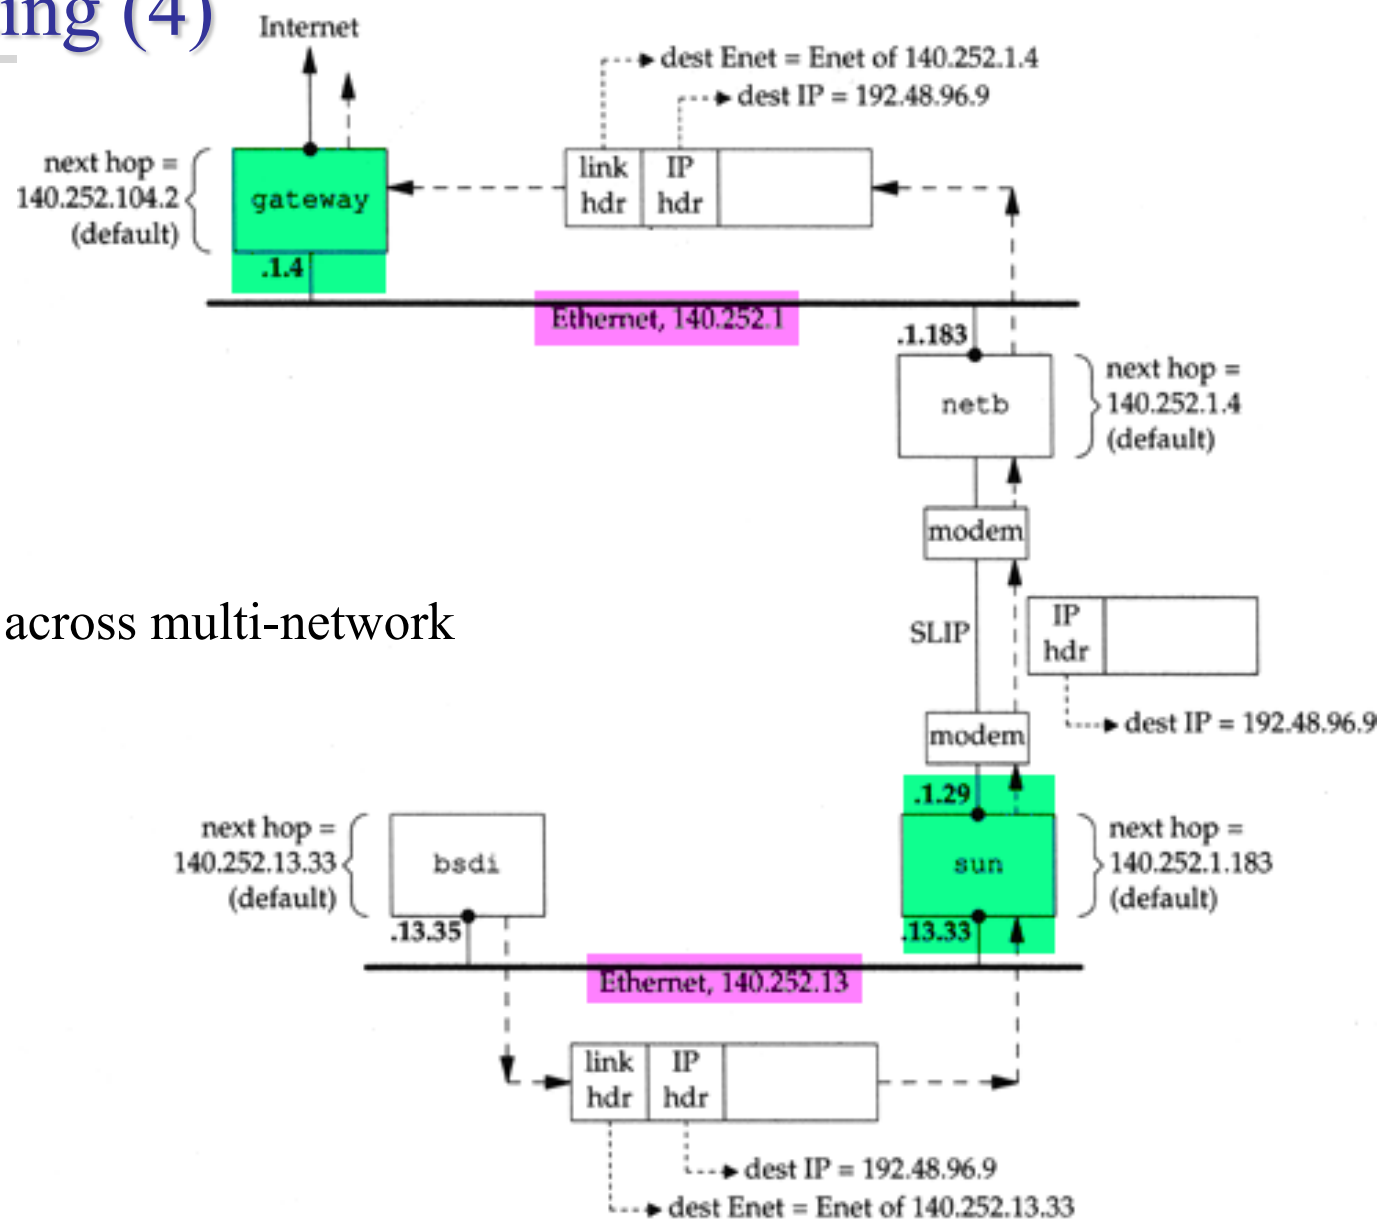 ing (4)
Internet
dest Enet = Enet of 140.252.1.4
dest IP = 192.48.96.9
next hop =
140.252.104.2
(default)
gateway
link
hdr
IP
hdr
.1.4
Ethernet, 140.252.1
.1.183
netb
next hop =
140.252.1.4
(default)
modem
across multi-network
SLIP
IP
hdr
modem
dest IP = 192.48.96.9
.1.29
next hop =
140.252.13.33
(default)
bsdi
sun
next hop =
140.252.1.183
(default)
.13.35
.13.33
Ethernet, 140.252.13
link
hdr
IP
hdr
dest IP = 192.48.96.9
dest Enet = Enet of 140.252.13.33